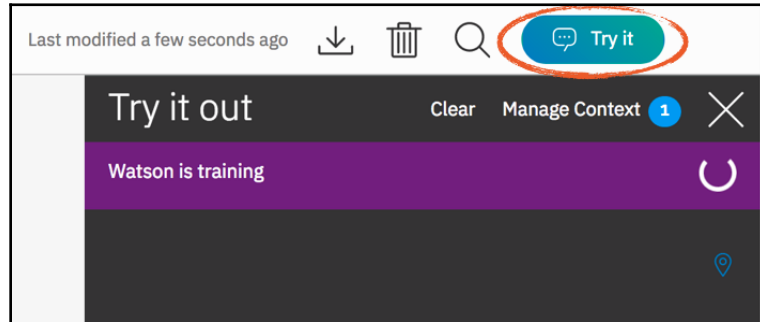 Last modified a few seconds ago Try it
Try it out Clear Manage Context 1
Watson is training